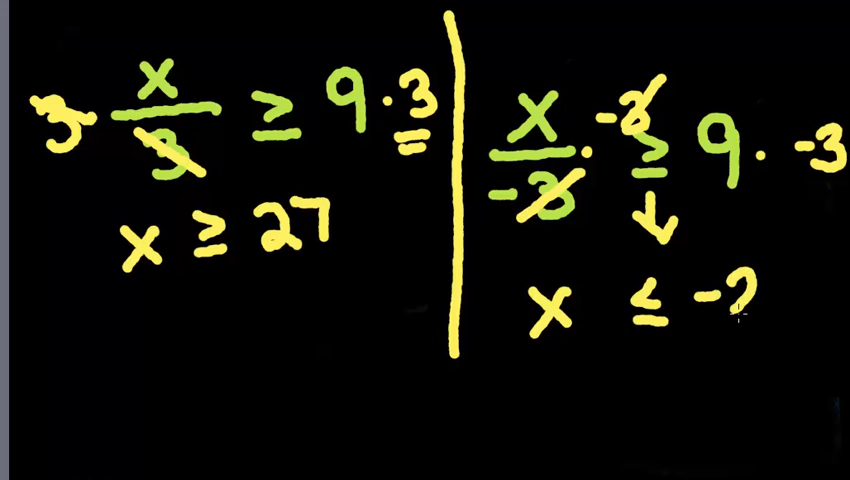 3 · x/3 ≥ 9 · 3
x ≥ 27
x/-3 · -3 ≥ 9 · -3
x ≤ -2